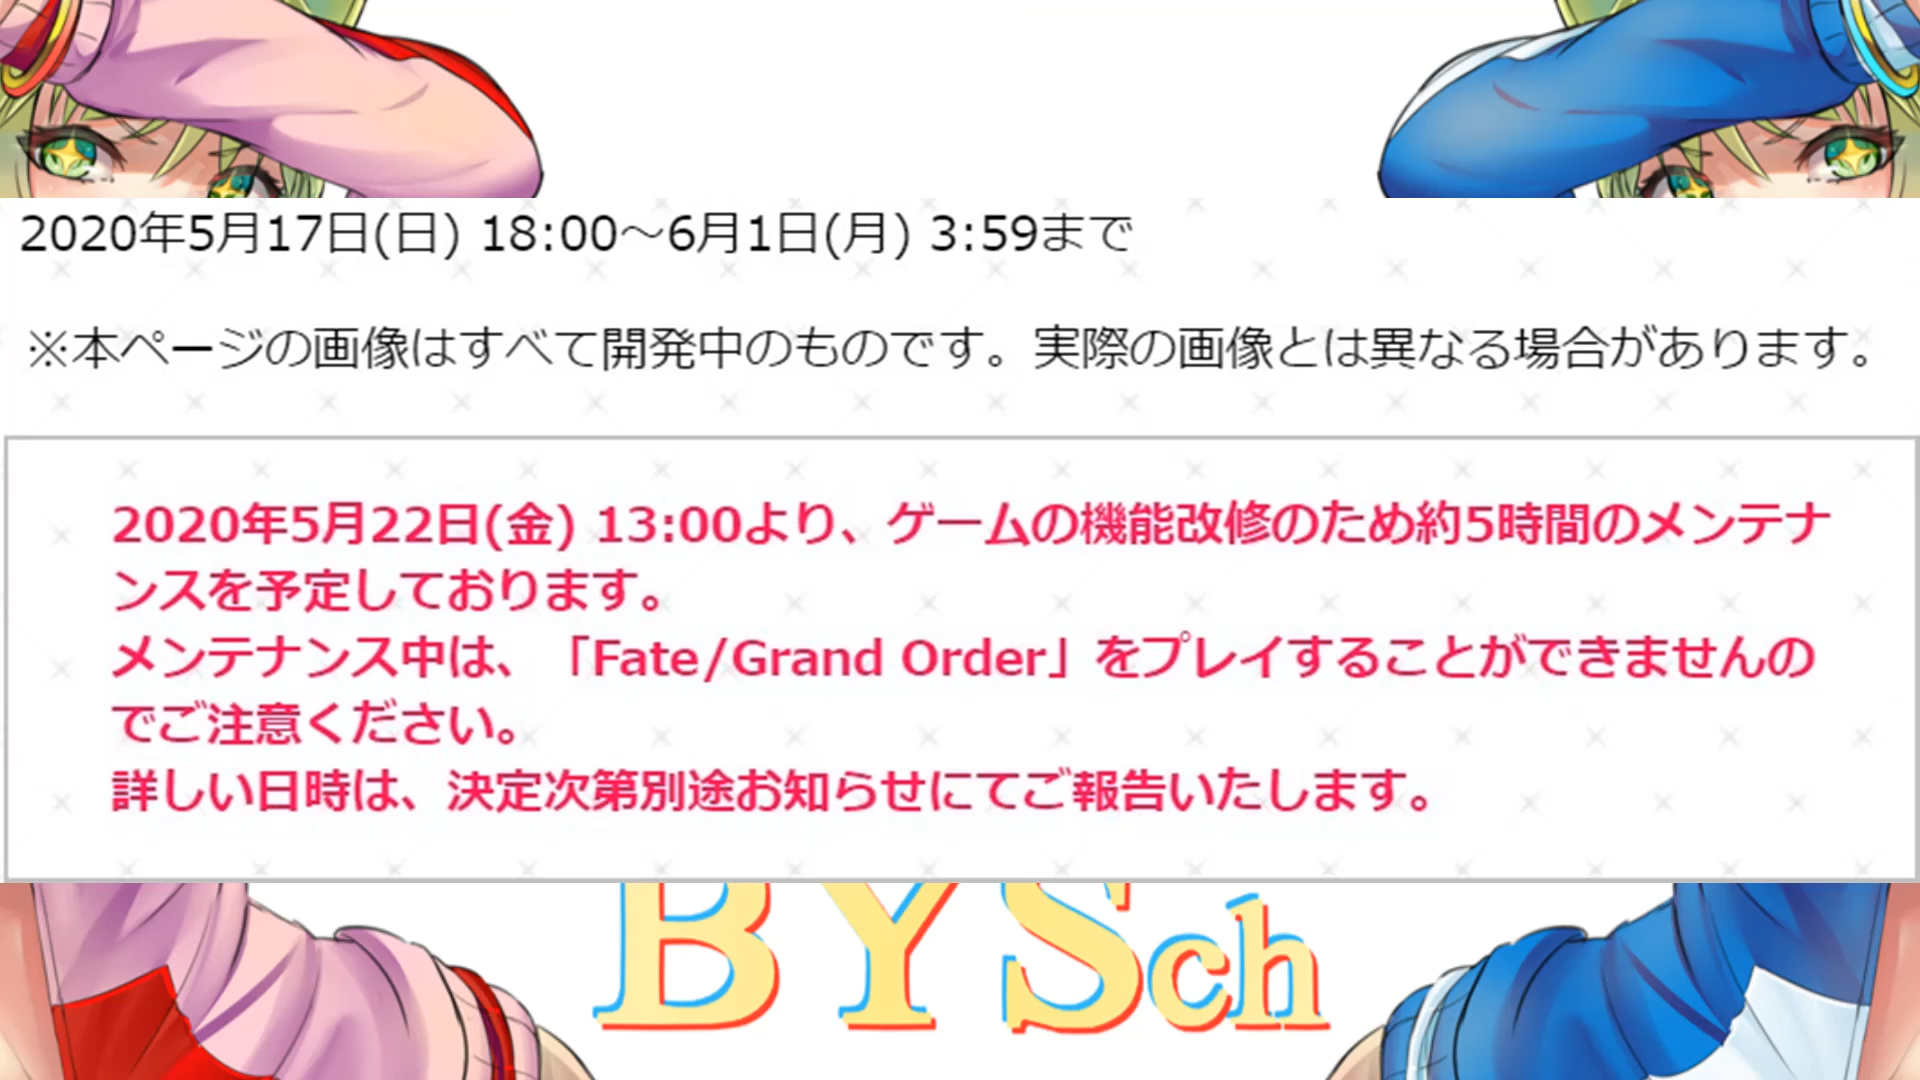 2020年5月17日(日) 18:00～6月1日(月) 3:59まで
※本ページの画像はすべて開発中のものです。実際の画像とは異なる場合があります。
2020年5月22日(金) 13:00より、ゲームの機能改修のため約5時間のメンテナ
ンスを予定しております。
メンテナンス中は、「Fate/Grand Order」をプレイすることができませんの
でご注意ください。
詳しい日時は、決定次第別途お知らせにてご報告いたします。
BYSch